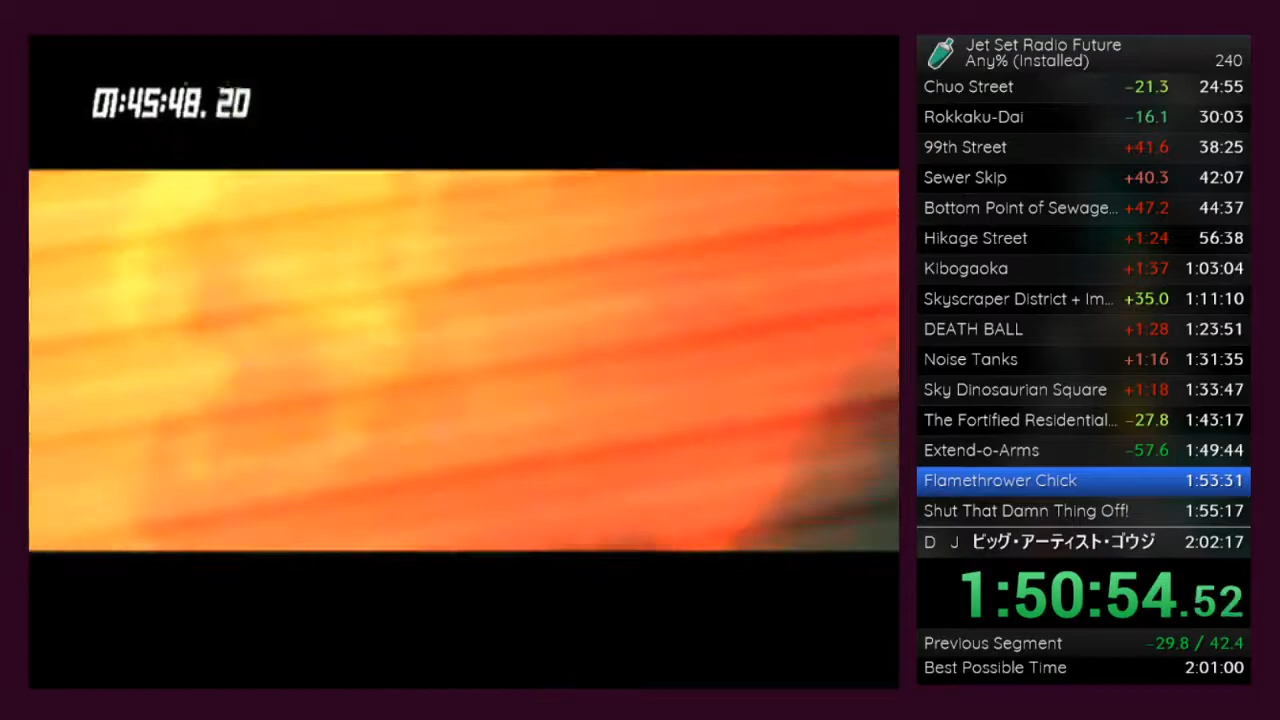 01:45:48. 20
Jet Set Radio Future
Any% (Installed) 240
Chuo Street -21.3 24:55
Rokkaku-Dai -16.1 30:03
99th Street +41.6 38:25
Sewer Skip +40.3 42:07
Bottom Point of Sewage... +47.2 44:37
Hikage Street +1:24 56:38
Kibogaoka +1:37 1:03:04
Skyscraper District + Im... +35.0 1:11:10
DEATH BALL +1:28 1:23:51
Noise Tanks +1:16 1:31:35
Sky Dinosaurian Square +1:18 1:33:47
The Fortified Residential... -27.8 1:43:17
Extend-o-Arms -57.6 1:49:44
Flamethrower Chick 1:53:31
Shut That Damn Thing Off! 1:55:17
D J ビッグ・アーティスト・ゴウジ 2:02:17
1:50:54.52
Previous Segment -29.8 / 42.4
Best Possible Time 2:01:00